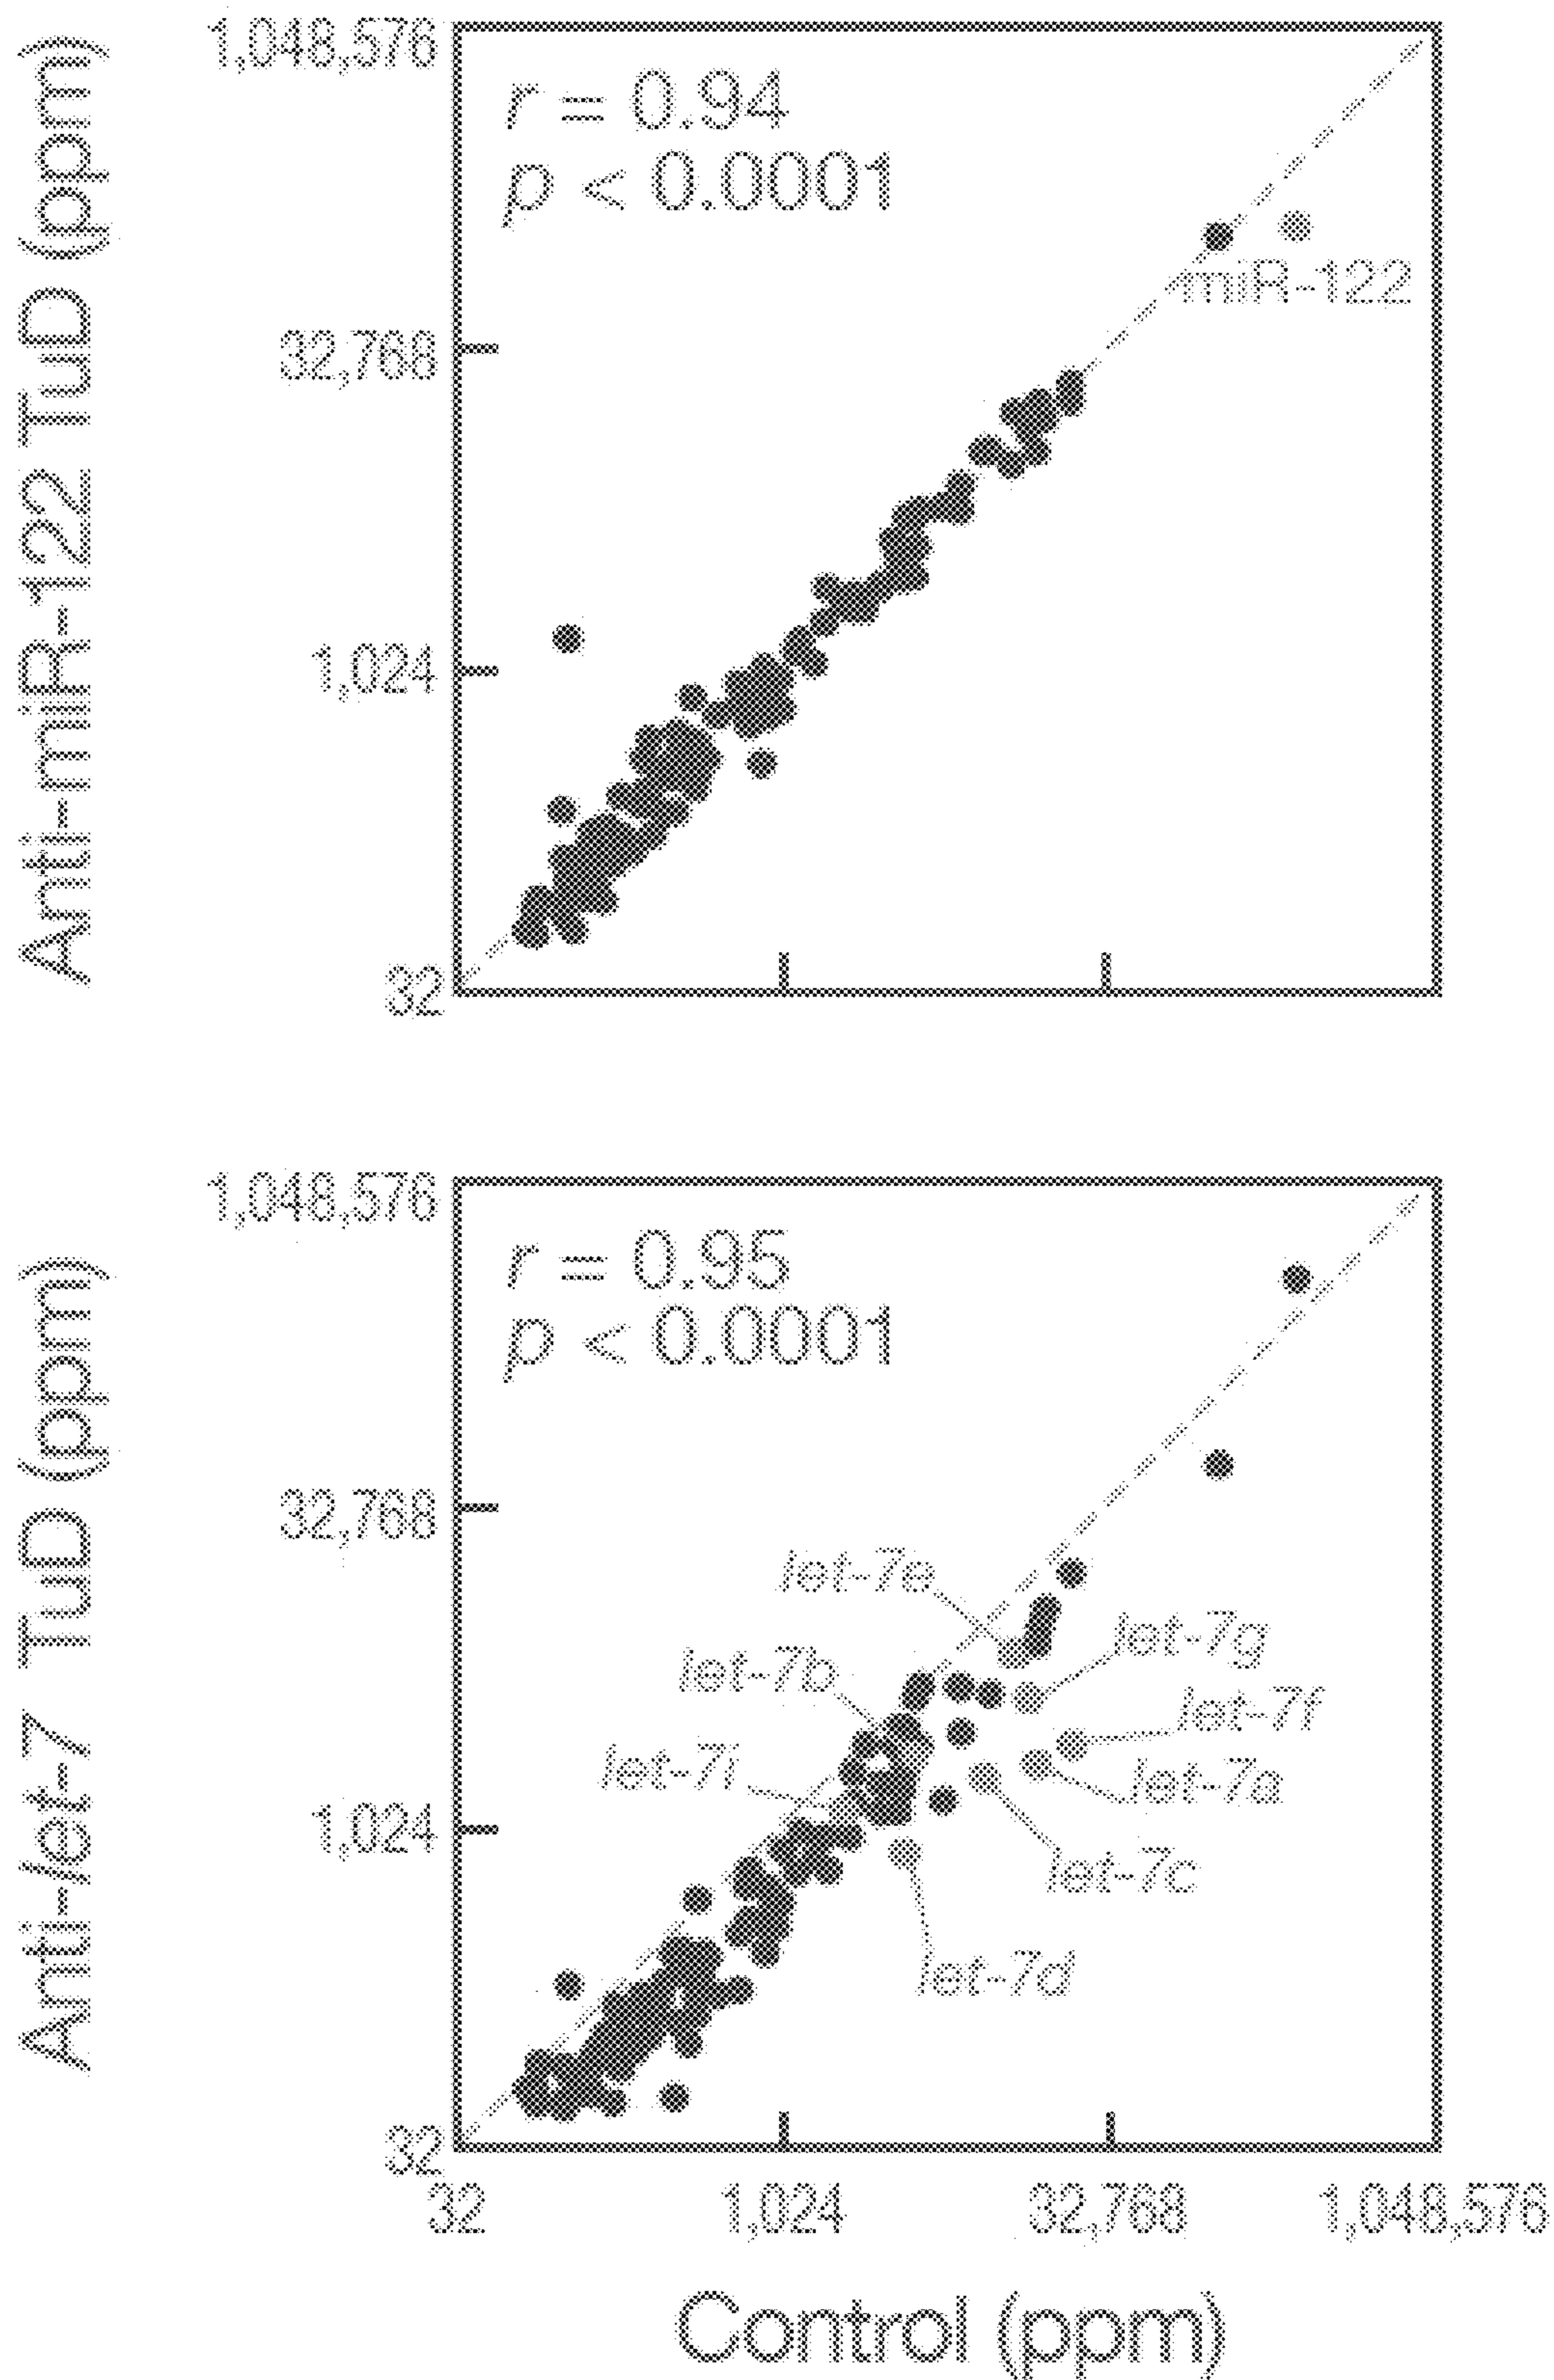 Anti-miR-122 TuD (ppm)
1,048,576
r = 0.94
p < 0.0001
miR-122
32,768
1,024
32
Anti-let-7 TuD (ppm)
1,048,576
r = 0.95
p < 0.0001
32,768
let-7e
let-7g
let-7b
let-7f
let-7i
let-7a
1,024
let-7c
let-7d
32
32 1,024 32,768 1,048,576
Control (ppm)